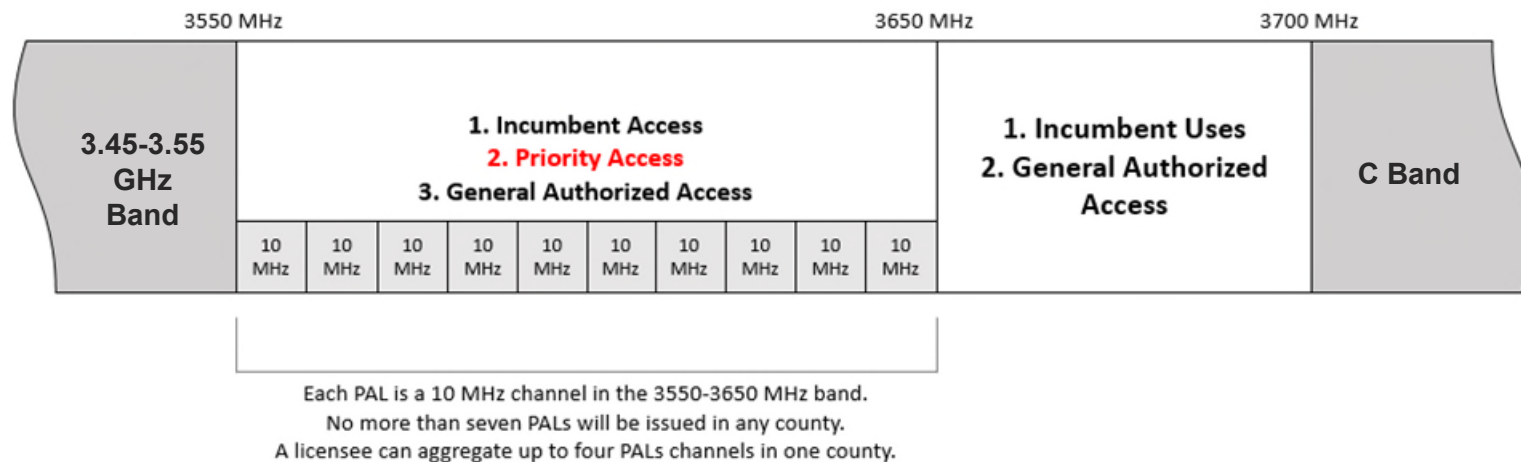 3550 MHz
3650 MHz
3700 MHz
3.45-3.55
GHz
Band
1. Incumbent Access
2. Priority Access
3. General Authorized Access
1. Incumbent Uses
2. General Authorized
Access
C Band
10
MHz
10
MHz
10
MHz
10
MHz
10
MHz
10
MHz
10
MHz
10
MHz
10
MHz
10
MHz
Each PAL is a 10 MHz channel in the 3550-3650 MHz band.
No more than seven PALs will be issued in any county.
A licensee can aggregate up to four PALs channels in one county.